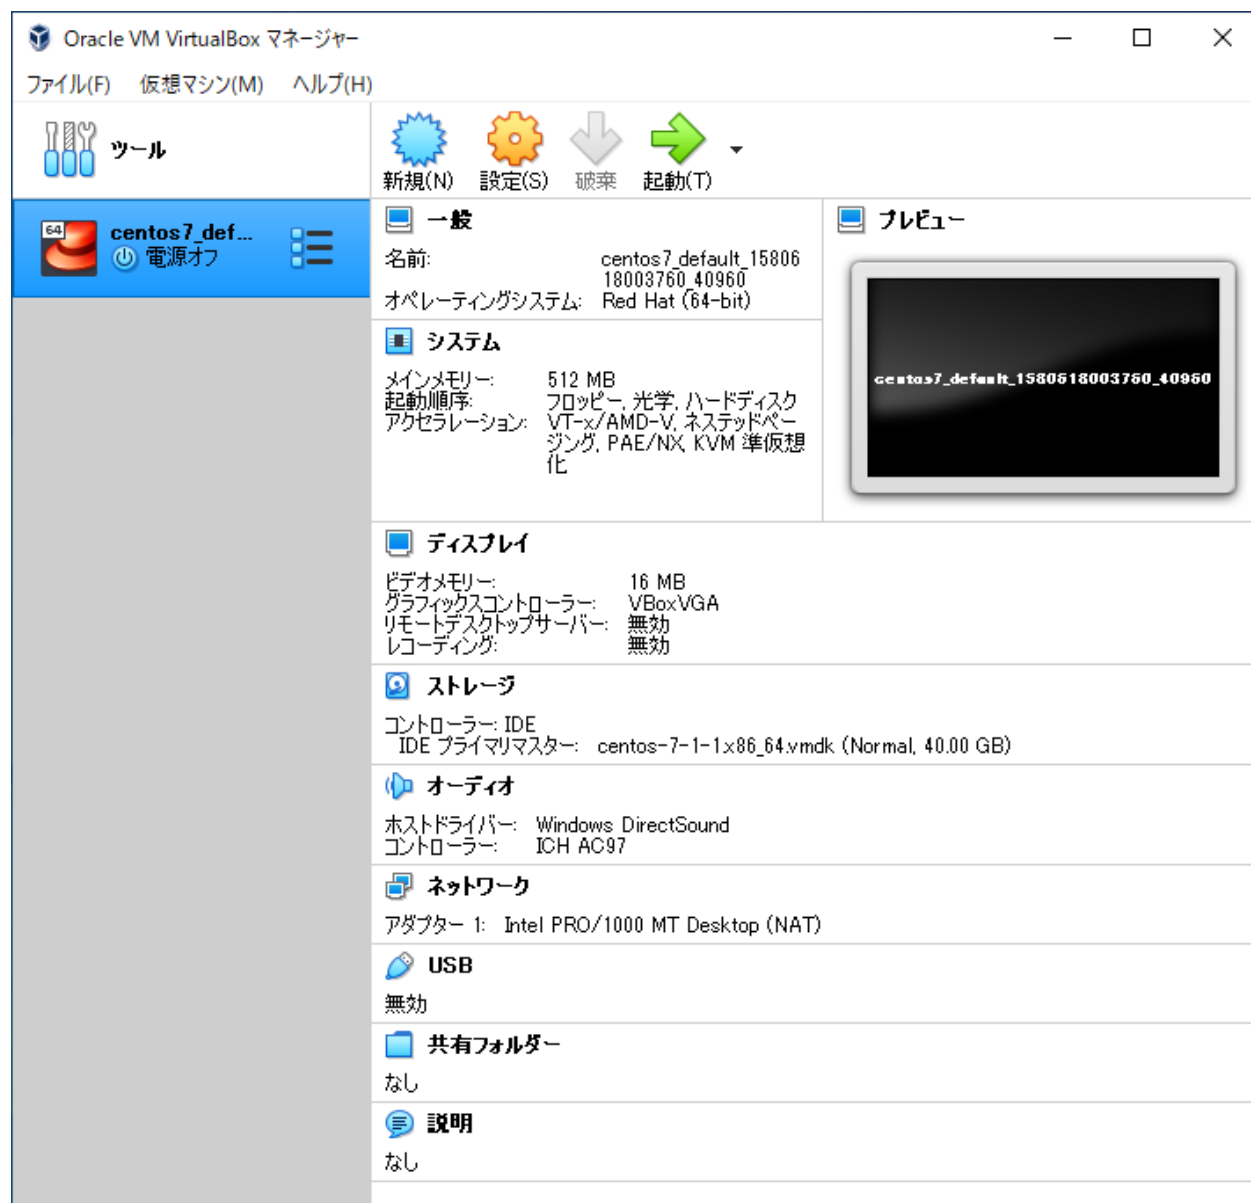 Oracle VM VirtualBox マネージャー
ファイル(F) 仮想マシン(M) ヘルプ(H)
ツール
新規(N) 設定(S) 破棄 起動(T)
64
centos7_def...
電源オフ
一般
名前: centos7_default_15806
18003760_40960
オペレーティングシステム: Red Hat (64-bit)
プレビュー
centos7_default_1580618003760_40960
システム
メインメモリー: 512 MB
起動順序: フロッピー, 光学, ハードディスク
アクセラレーション: VT-x/AMD-V, ネステッドペー
ジング, PAE/NX, KVM 準仮想
化
ディスプレイ
ビデオメモリー: 16 MB
グラフィックスコントローラー: VBoxVGA
リモートデスクトップサーバー: 無効
レコーディング: 無効
ストレージ
コントローラー: IDE
IDE プライマリマスター: centos-7-1-1.x86_64.vmdk (Normal, 40.00 GB)
オーディオ
ホストドライバー: Windows DirectSound
コントローラー: ICH AC97
ネットワーク
アダプター 1: Intel PRO/1000 MT Desktop (NAT)
USB
無効
共有フォルダー
なし
説明
なし